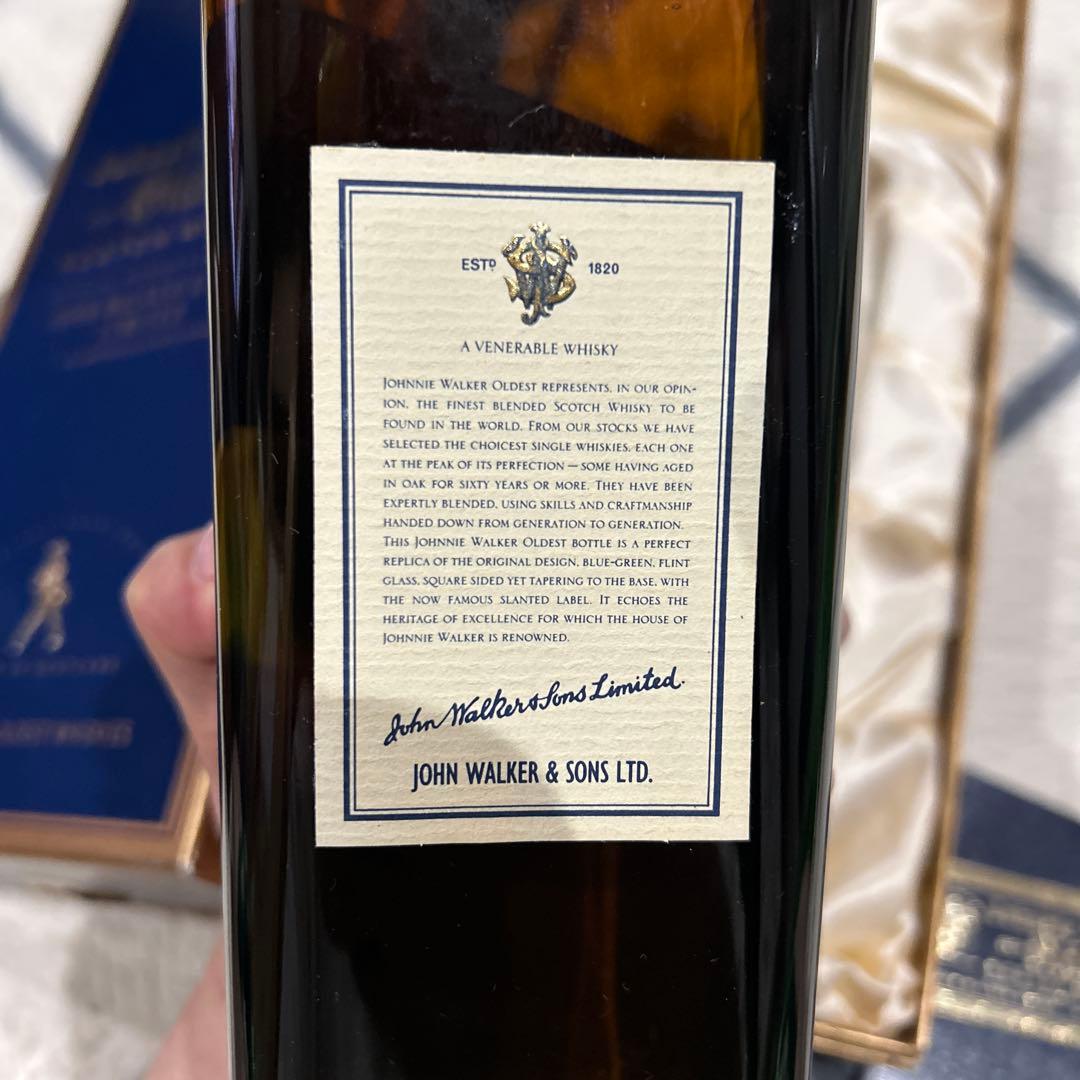 ESTD 1820
A VENERABLE WHISKY
JOHNNIE WALKER OLDEST REPRESENTS, IN OUR OPIN-
ION, THE FINEST BLENDED SCOTCH WHISKY TO BE
FOUND IN THE WORLD. FROM OUR STOCKS WE HAVE
SELECTED THE CHOICEST SINGLE WHISKIES, EACH ONE
AT THE PEAK OF ITS PERFECTION — SOME HAVING AGED
IN OAK FOR SIXTY YEARS OR MORE. THEY HAVE BEEN
EXPERTLY BLENDED, USING SKILLS AND CRAFTMANSHIP
HANDED DOWN FROM GENERATION TO GENERATION.
THIS JOHNNIE WALKER OLDEST BOTTLE IS A PERFECT
REPLICA OF THE ORIGINAL DESIGN, BLUE-GREEN, FLINT
GLASS, SQUARE SIDED YET TAPERING TO THE BASE, WITH
THE NOW FAMOUS SLANTED LABEL. IT ECHOES THE
HERITAGE OF EXCELLENCE FOR WHICH THE HOUSE OF
JOHNNIE WALKER IS RENOWNED.
John Walker & Sons Limited.
JOHN WALKER & SONS LTD.